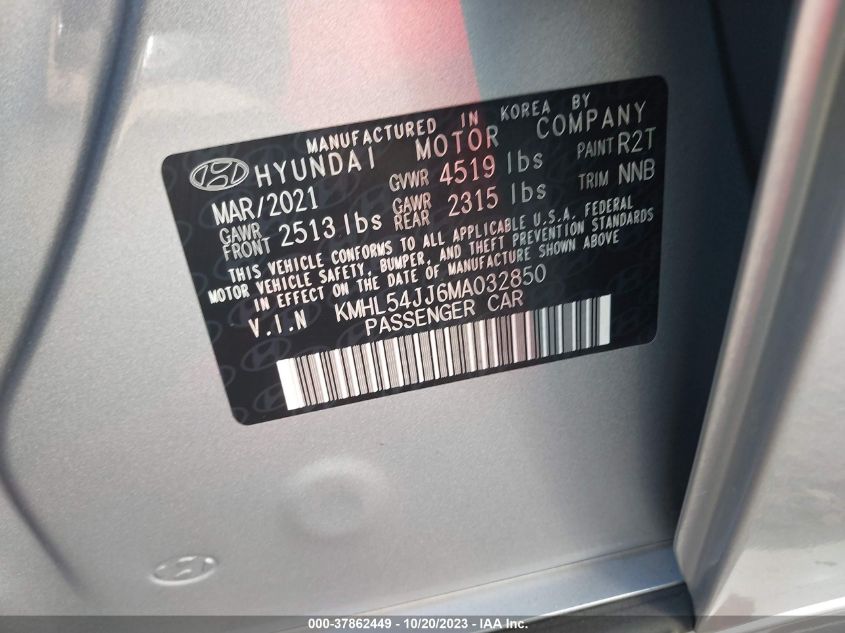 MANUFACTURED IN KOREA BY
HYUNDAI MOTOR COMPANY
MAR/2021 GVWR 4519 lbs PAINT R2T
GAWR FRONT 2513 lbs GAWR REAR 2315 lbs TRIM NNB
THIS VEHICLE CONFORMS TO ALL APPLICABLE U.S.A. FEDERAL
MOTOR VEHICLE SAFETY, BUMPER, AND THEFT PREVENTION STANDARDS
IN EFFECT ON THE DATE OF MANUFACTURE SHOWN ABOVE
V.I.N KMHL54JJ6MA032850
PASSENGER CAR
000-37862449 - 10/20/2023 - IAA Inc.